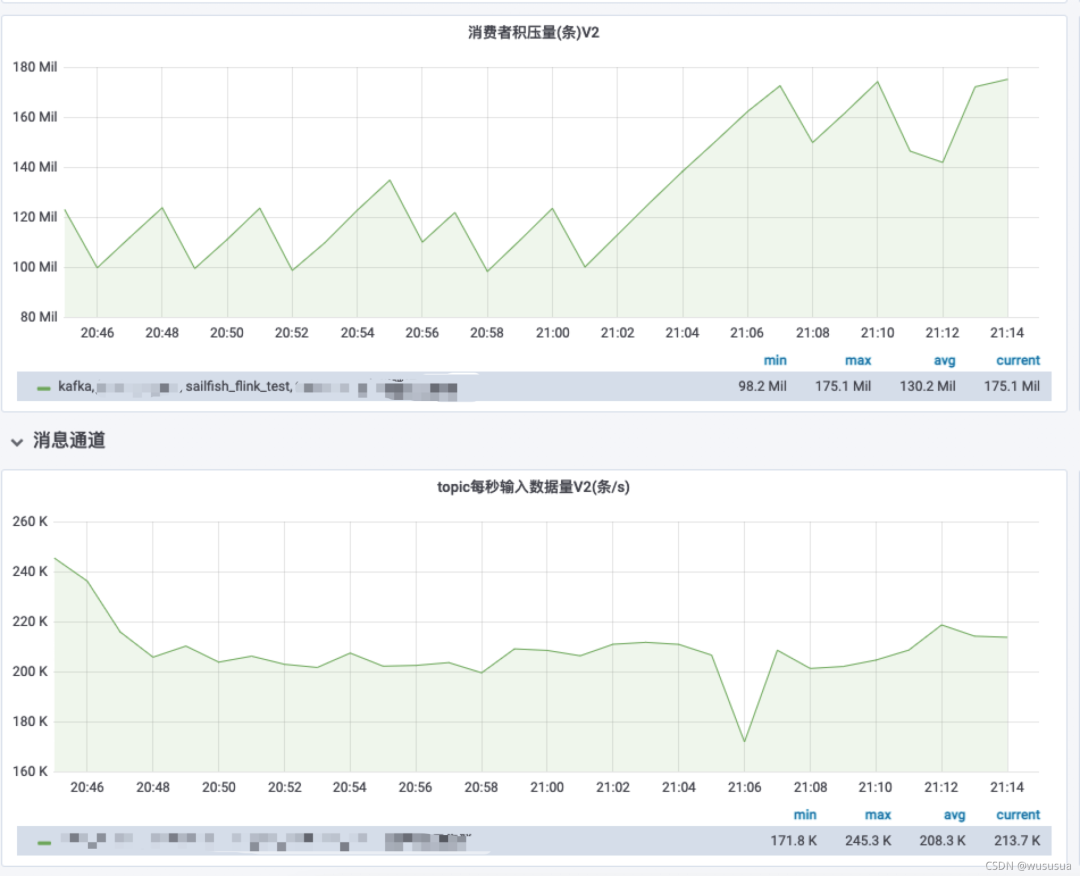 消费者积压量(条)V2
180 Mil
160 Mil
140 Mil
120 Mil
100 Mil
80 Mil
20:46 20:48 20:50 20:52 20:54 20:56 20:58 21:00 21:02 21:04 21:06 21:08 21:10 21:12 21:14
min max avg current
kafka, , sailfish_flink_test, 98.2 Mil 175.1 Mil 130.2 Mil 175.1 Mil
消息通道
topic每秒输入数据量V2(条/s)
260 K
240 K
220 K
200 K
180 K
160 K
20:46 20:48 20:50 20:52 20:54 20:56 20:58 21:00 21:02 21:04 21:06 21:08 21:10 21:12 21:14
min max avg current
171.8 K 245.3 K 208.3 K 213.7 K
CSDN @wususua